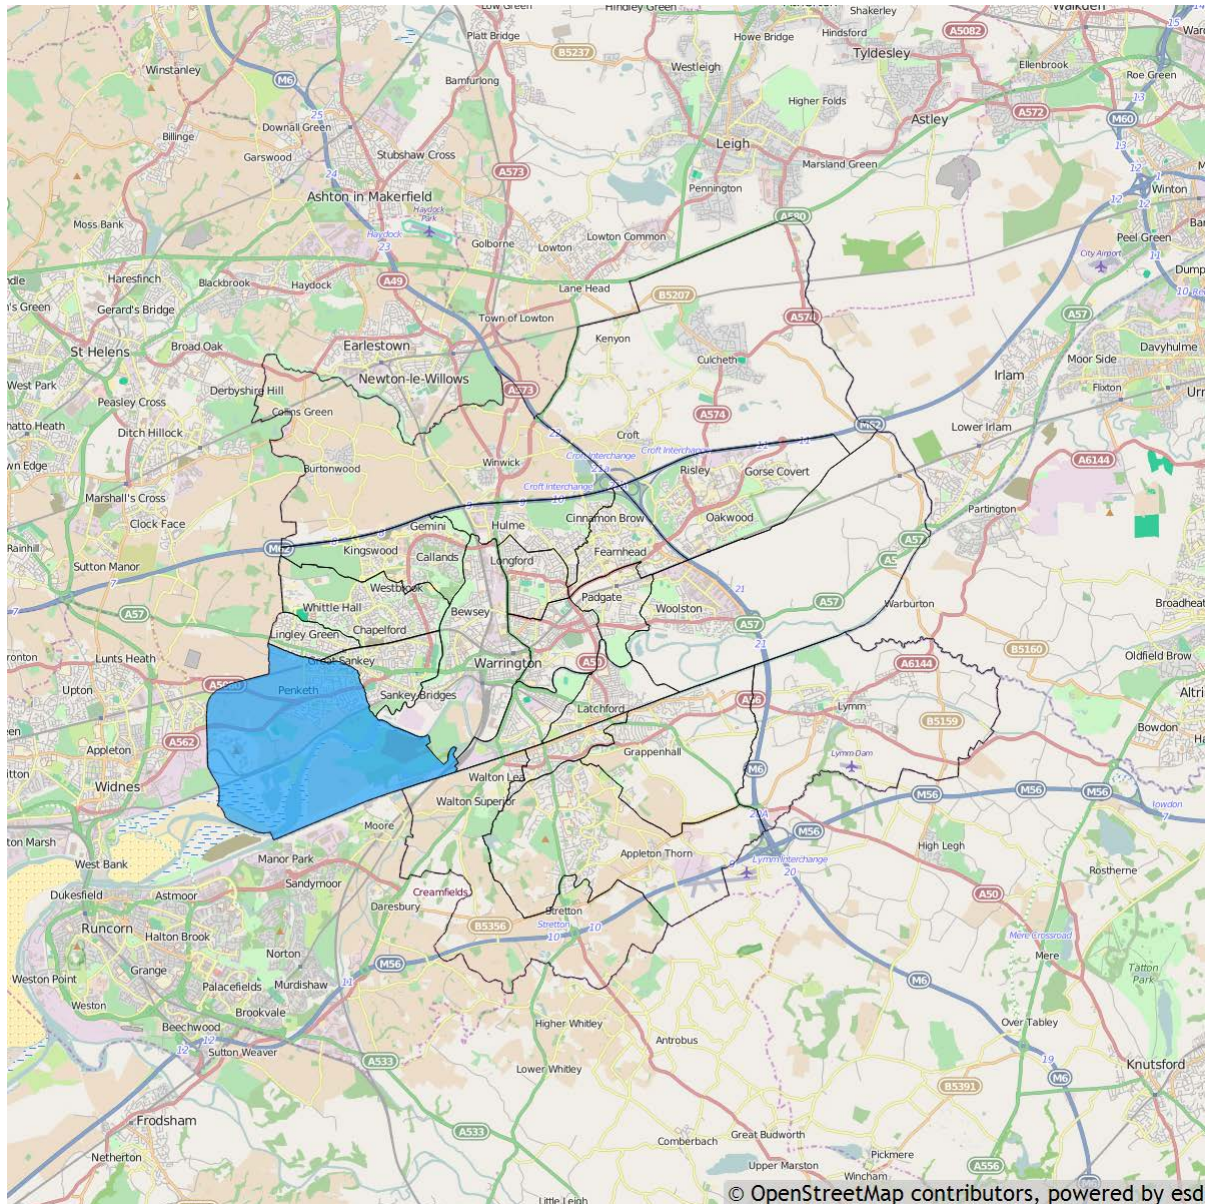 Low Green
Hindley Green
Shakerley
Walkden
Platt Bridge
B5237
Howe Bridge
Hindsford
A5082
Tyldesley
Winstanley
M6
Bamfurlong
Westleigh
Ellenbrook
Roe Green
Higher Folds
Astley
A572
M60
Billinge
Downall Green
Garswood
Stubshaw Cross
Leigh
Marsland Green
A573
Pennington
Winton
Ashton in Makerfield
Moss Bank
Haydock Park
Haydock
Golborne
Lowton
Lowton Common
A580
Peel Green
City Airport
Haresfinch
Blackbrook
Haydock
A49
Lane Head
B5207
Gerard's Bridge
Town of Lowton
A574
A57
St Helens
Broad Oak
Earlestown
Kenyon
Culcheth
Davyhulme
Moor Side
Irlam
Flixton
West Park
Derbyshire Hill
Newton-le-Willows
A573
Peasley Cross
Collins Green
A574
Ditch Hillock
Croft
M62
Lower Irlam
Burtonwood
Winwick
Croft Interchange
Croft Interchange
Risley
Gorse Covert
A6144
Marshall's Cross
Croft Interchange
Clock Face
Gemini
Hulme
Cinnamon Brow
Oakwood
Partington
Rainhill
M62
Kingswood
Callands
Longford
Fearnhead
A57
Sutton Manor
Westbrook
Padgate
A57
Whittle Hall
Bewsey
Woolston
A57
Warburton
Broadheath
Lingley Green
Chapelford
A57
B5160
Lunts Heath
Great Sankey
Warrington
A50
A6144
Oldfield Brow
Upton
Penketh
Sankey Bridges
Latchford
Lymm
B5159
Bowdon
A562
Appleton
Grappenhall
Lymm Dam
Widnes
Walton Lea
M6
M56
M56
M56
Walton Superior
20A
Moore
M56
West Bank
Manor Park
Appleton Thorn
Lymm Interchange
High Legh
Rostherne
Dukesfield
Astmoor
Sandymoor
Creamfields
A50
Runcorn
Daresbury
Stretton
B5356
Stretton
Halton Brook
Norton
Mere Crossroad
Mere
Grange
Weston Point
Murdishaw
M56
M6
Tatton Park
Palacefields
Weston
Brookvale
Beechwood
Higher Whitley
Over Tabley
Sutton Weaver
A533
Antrobus
Knutsford
Lower Whitley
M6
B5391
Frodsham
A533
Great Budworth
Comberbach
Netherton
Pickmere
Upper Marston
A556
Wincham
Little Leigh
© OpenStreetMap contributors, powered by esd